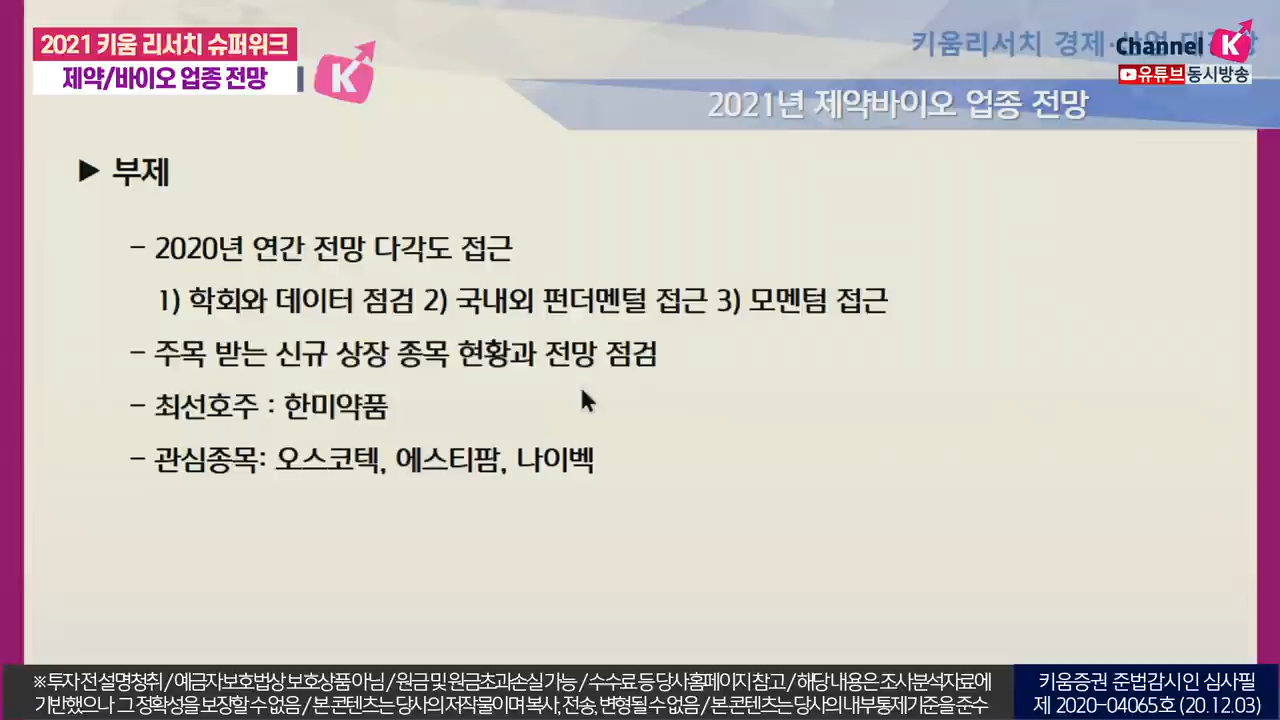 2021 키움 리서치 슈퍼위크
제약/바이오 업종 전망
K
키움리서치 경제·산업
Channel K
유튜브동시방송
2021년 제약바이오 업종 전망
▶ 부제
- 2020년 연간 전망 다각도 접근
1) 학회와 데이터 점검 2) 국내외 펀더멘털 접근 3) 모멘텀 접근
- 주목 받는 신규 상장 종목 현황과 전망 점검
- 최선호주 : 한미약품
- 관심종목: 오스코텍, 에스티팜, 나이벡
※ 투자 전 설명청취 / 예금자보호법상 보호상품 아님 / 원금 및 원금초과손실 가능 / 수수료 등 당사홈페이지 참고 / 해당 내용은 조사분석자료에
기반했으나 그 정확성을 보장할 수 없음 / 본 콘텐츠는 당사의 저작물이며 복사, 전송, 변형될 수 없음 / 본 콘텐츠는 당사의 내부통제기준을 준수
키움증권 준법감시인 심사필
제 2020-04065호 (20.12.03)